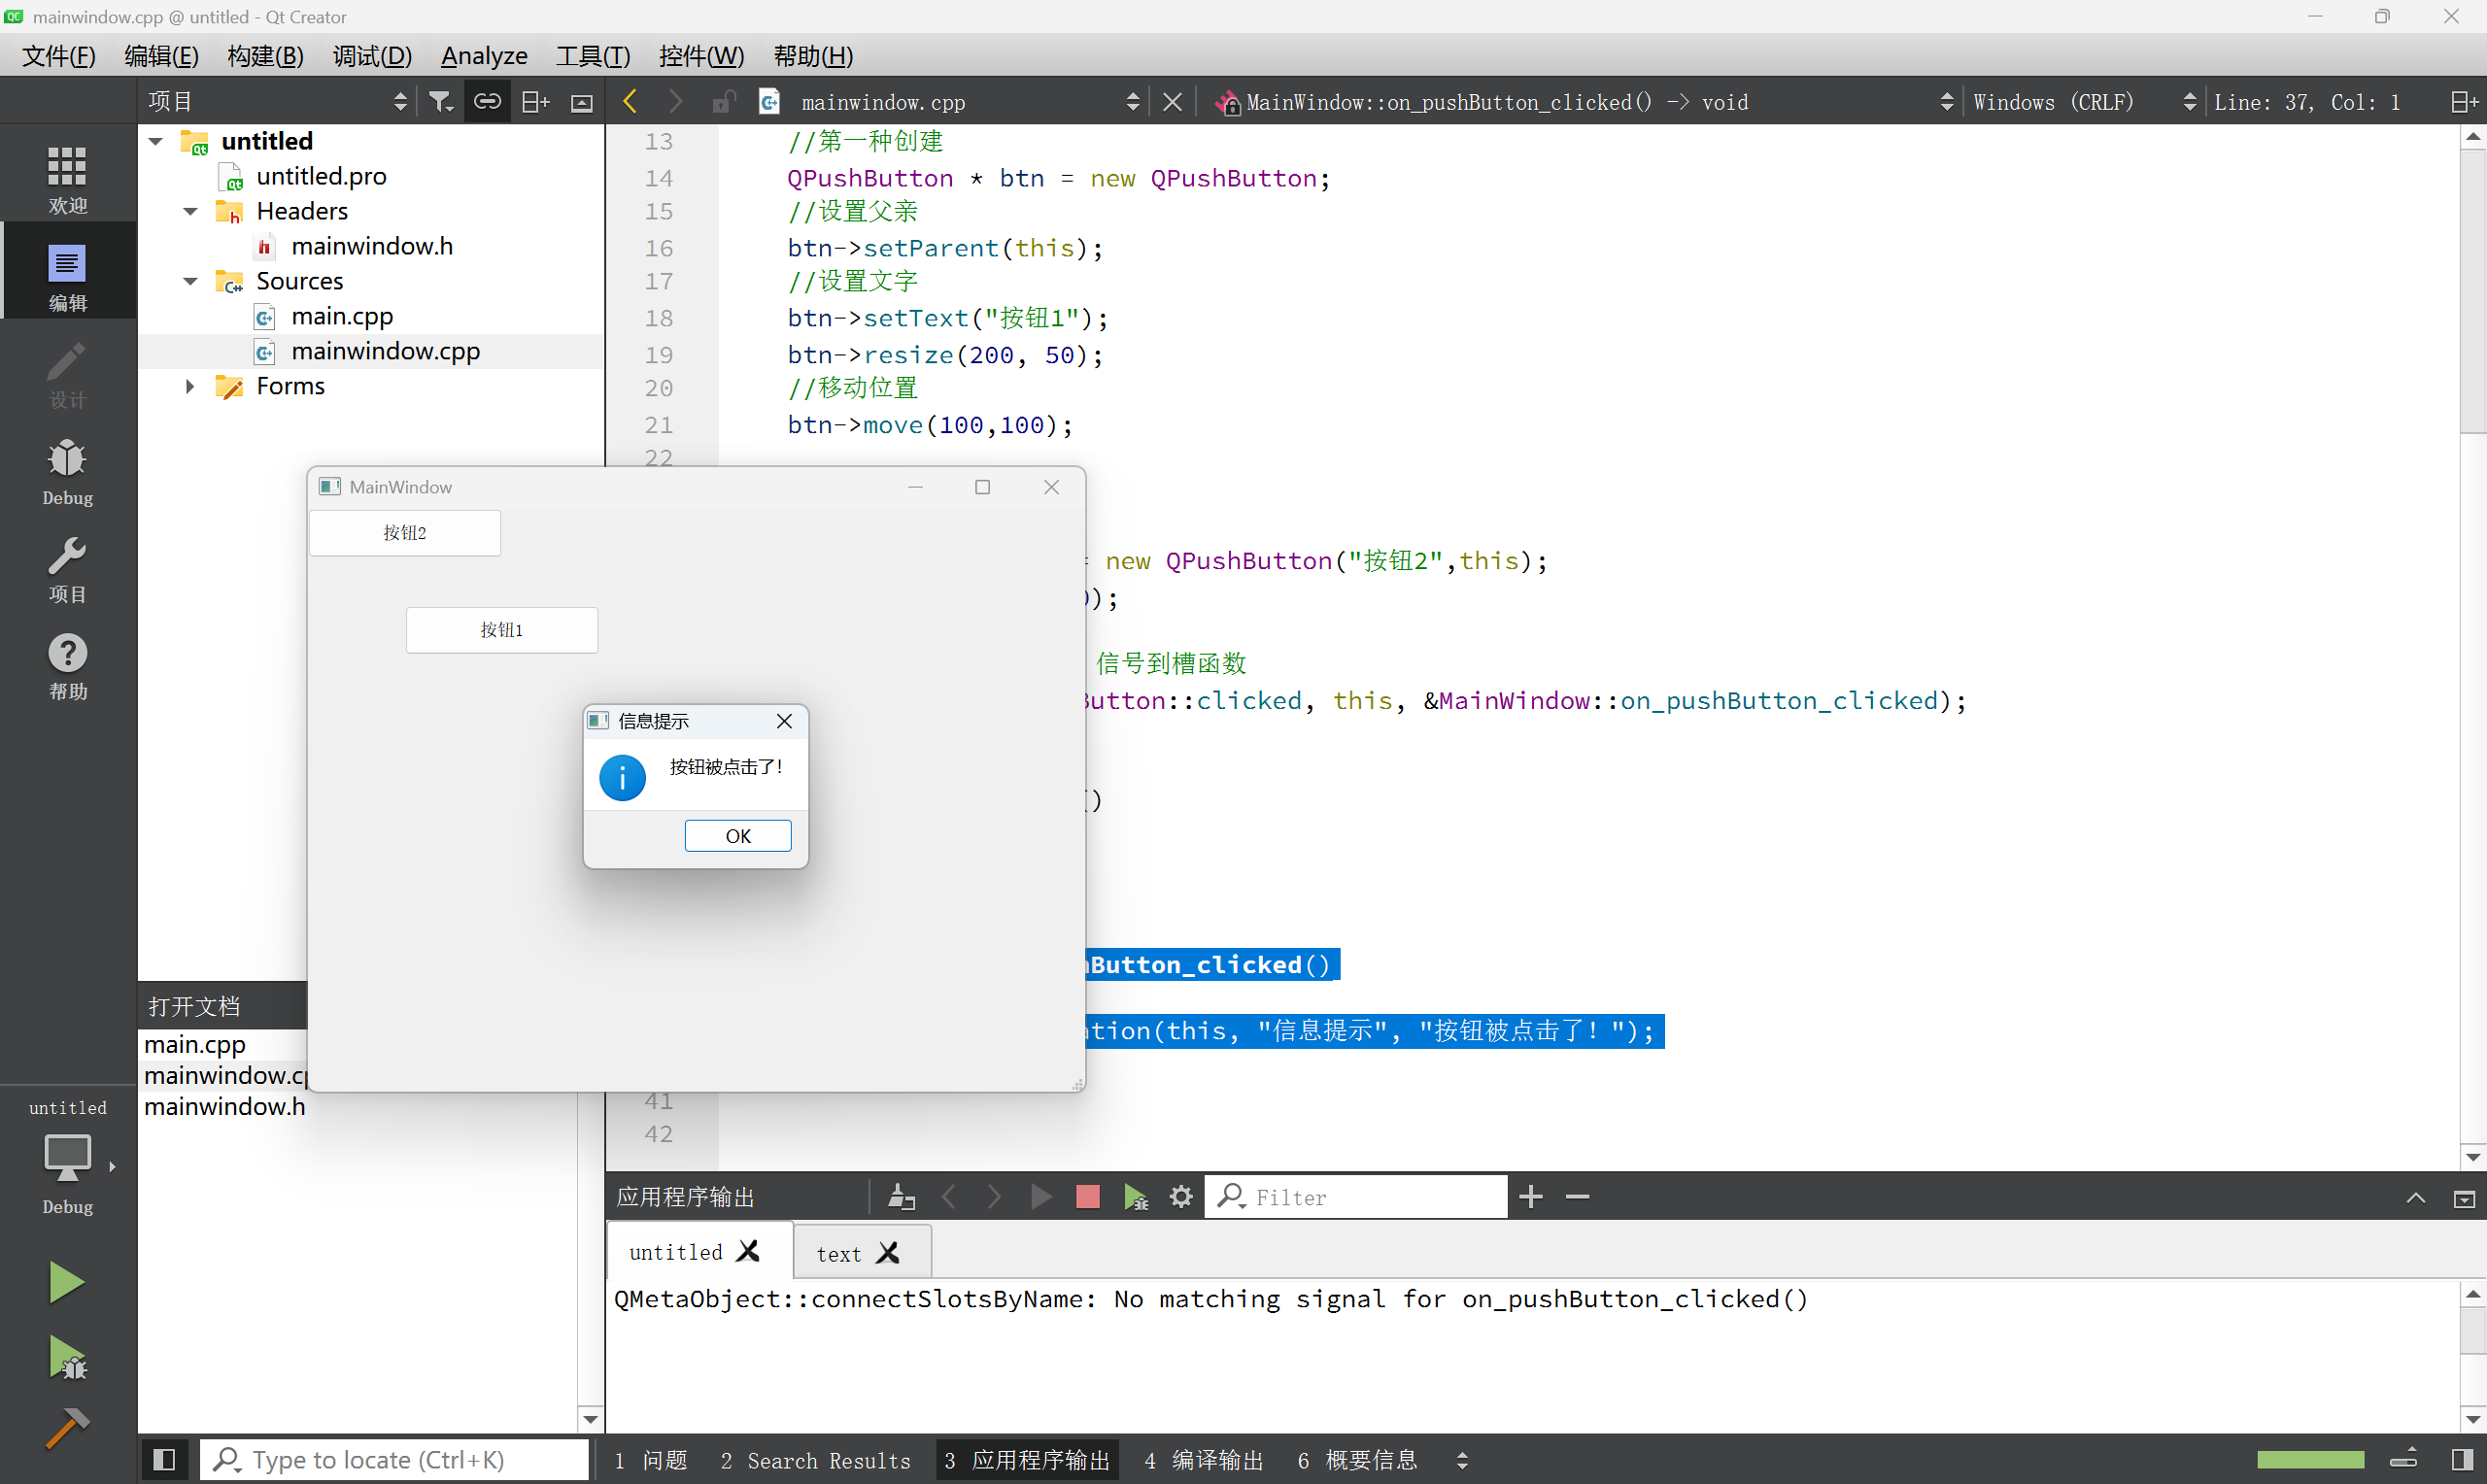 mainwindow.cpp @ untitled - Qt Creator
文件(F) 编辑(E) 构建(B) 调试(D) Analyze 工具(T) 控件(W) 帮助(H)
项目
mainwindow.cpp
MainWindow::on_pushButton_clicked() -> void
Windows (CRLF)
Line: 37, Col: 1
欢迎
编辑
设计
Debug
项目
帮助
untitled
Debug
untitled
untitled.pro
Headers
mainwindow.h
Sources
main.cpp
mainwindow.cpp
Forms
打开文档
main.cpp
mainwindow.cp
mainwindow.h
13 //第一种创建
14 QPushButton * btn = new QPushButton;
15 //设置父亲
16 btn->setParent(this);
17 //设置文字
18 btn->setText("按钮1");
19 btn->resize(200, 50);
20 //移动位置
21 btn->move(100,100);
22
= new QPushButton("按钮2",this);
);
信号到槽函数
Button::clicked, this, &MainWindow::on_pushButton_clicked);
()
hButton_clicked()
ation(this, "信息提示", "按钮被点击了！");
41
42
MainWindow
按钮2
按钮1
信息提示
按钮被点击了！
OK
应用程序输出
Filter
untitled
text
QMetaObject::connectSlotsByName: No matching signal for on_pushButton_clicked()
Type to locate (Ctrl+K)
1 问题
2 Search Results
3 应用程序输出
4 编译输出
6 概要信息